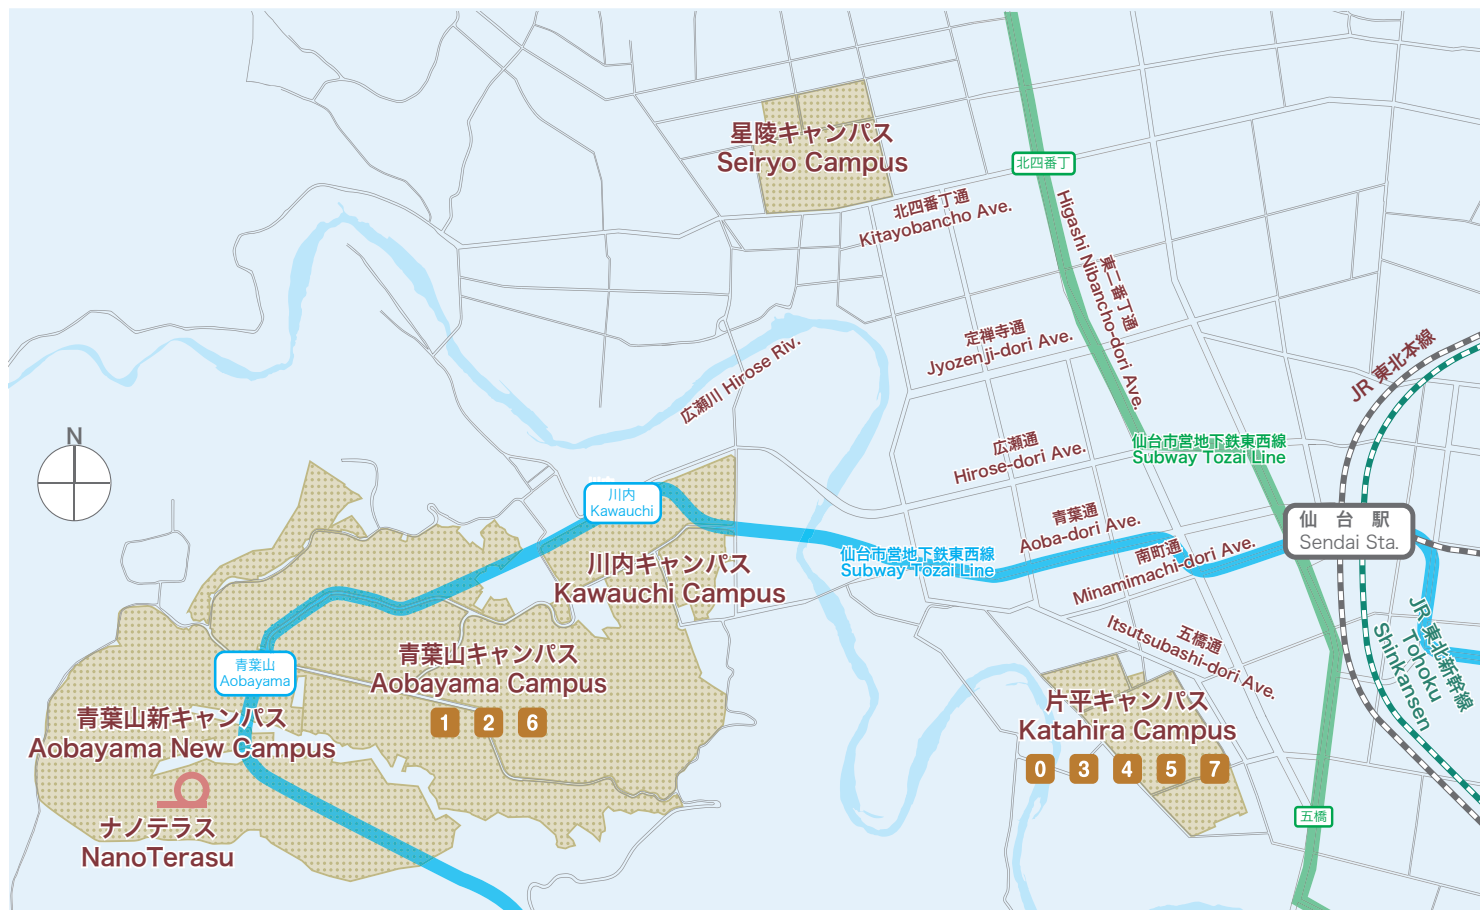 星陵キャンパス
Seiryo Campus
北四番丁
北四番丁通
Kitayobancho Ave.
東二番丁通
Higashi Nibancho-dori Ave.
定禅寺通
Jyozenji-dori Ave.
広瀬川 Hirose Riv.
JR 東北本線
N
広瀬通
Hirose-dori Ave.
仙台市営地下鉄東西線
Subway Tozai Line
川内
Kawauchi
青葉通
Aoba-dori Ave.
仙台駅
Sendai Sta.
仙台市営地下鉄東西線
Subway Tozai Line
南町通
Minamimachi-dori Ave.
川内キャンパス
Kawauchi Campus
五橋通
Itsutsubashi-dori Ave.
JR 東北新幹線
Tohoku
Shinkansen
青葉山
Aobayama
青葉山キャンパス
Aobayama Campus
1 2 6
片平キャンパス
Katahira Campus
0 3 4 5 7
青葉山新キャンパス
Aobayama New Campus
ナノテラス
NanoTerasu
五橋